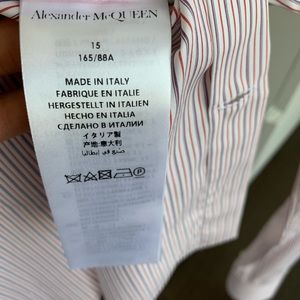 Alexander McQUEEN
15
165/88A
MADE IN ITALY
FABRIQUE EN ITALIE
HERGESTELLT IN ITALIEN
HECHO EN ITALIA
СДЕЛАНО В ИТАЛИИ
イタリア製
产地:意大利
صنع في إيطاليا